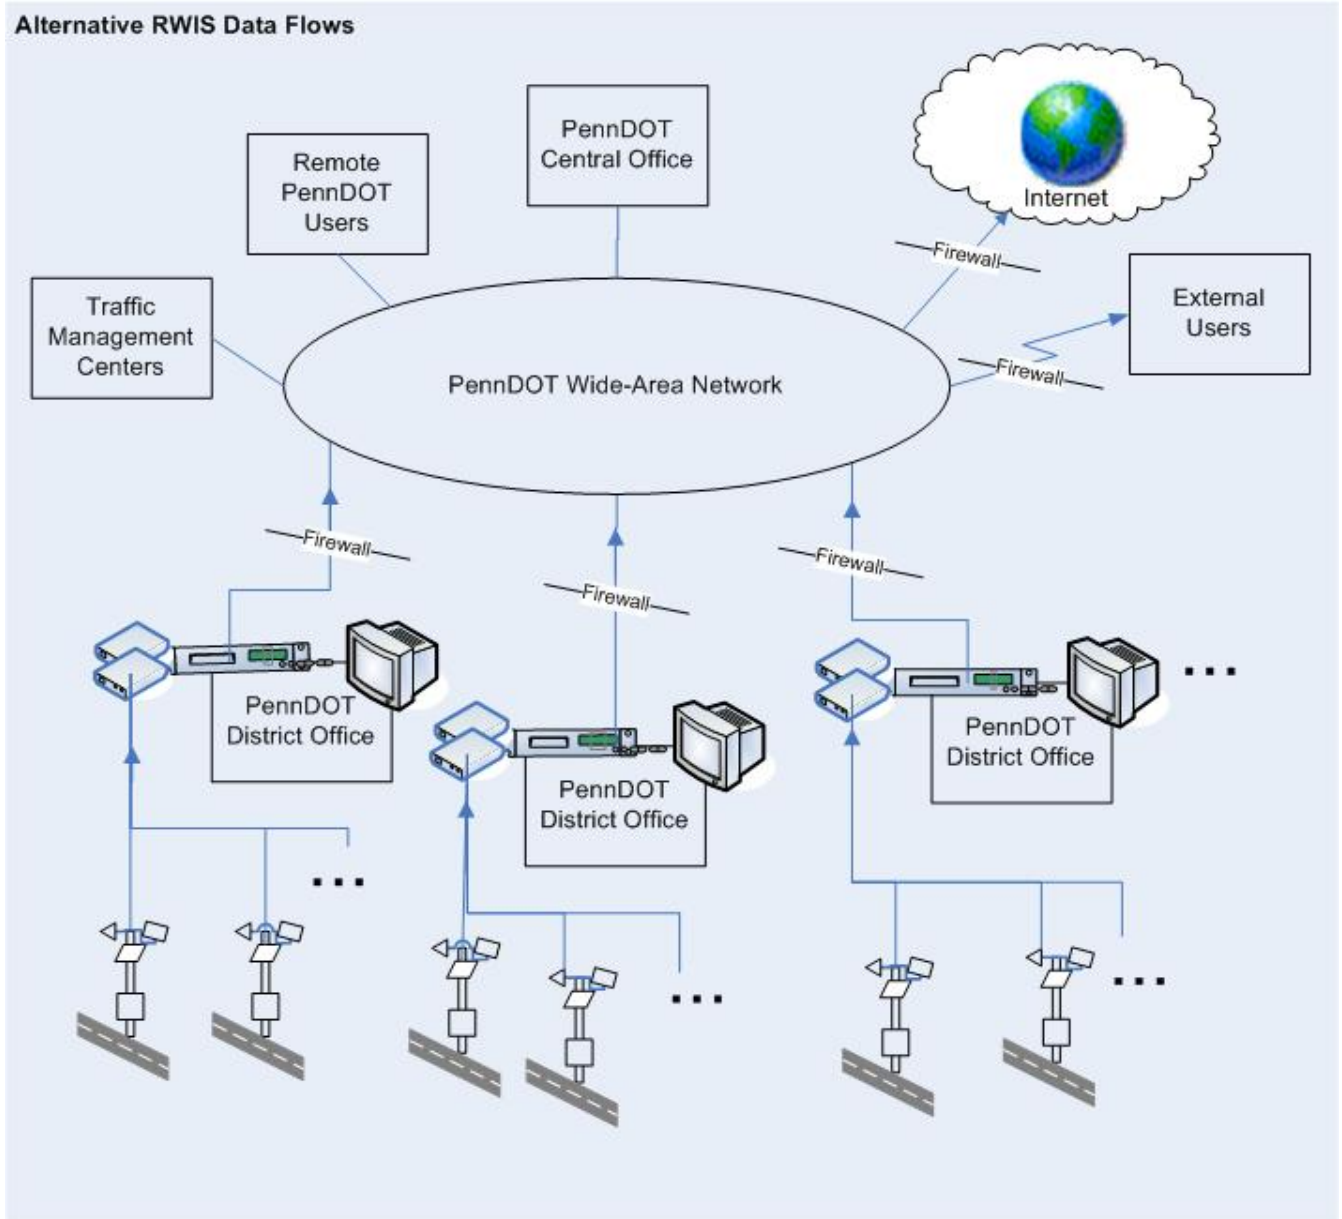 Alternative RWIS Data Flows
PennDOT
Central Office
Remote
PennDOT
Users
Internet
Firewall
External
Users
Traffic
Management
Centers
Firewall
PennDOT Wide-Area Network
Firewall
Firewall
Firewall
PennDOT
District Office
PennDOT
District Office
PennDOT
District Office
...
...
...
...